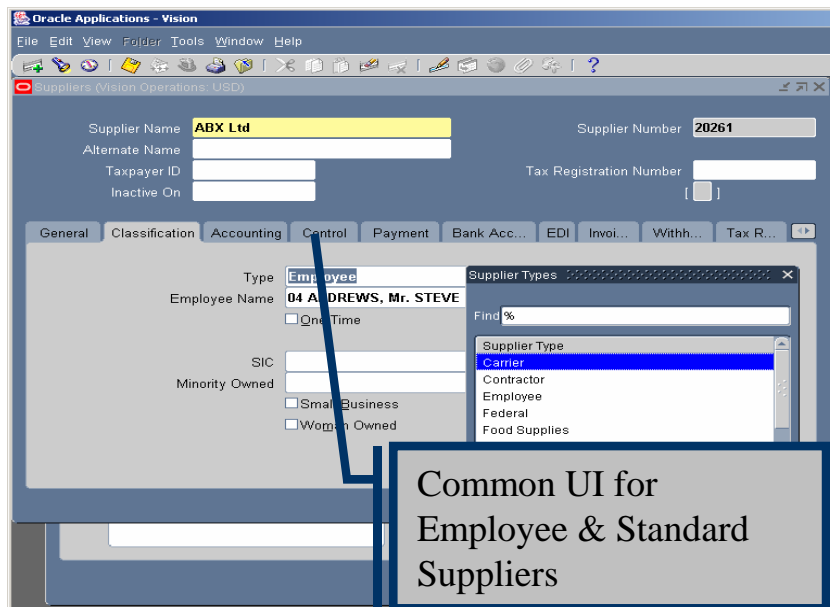 Oracle Applications - Vision
File Edit View Folder Tools Window Help
Suppliers (Vision Operations: USD)
Supplier Name ABX Ltd Supplier Number 20261
Alternate Name
Taxpayer ID Tax Registration Number
Inactive On [ ]
General Classification Accounting Control Payment Bank Acc... EDI Invoi... Withh... Tax R...
Type Employee
Employee Name 04 ANDREWS, Mr. STEVE
One Time
SIC
Minority Owned
Small Business
Woman Owned
Supplier Types
Find %
Supplier Type
Carrier
Contractor
Employee
Federal
Food Supplies
Common UI for
Employee & Standard
Suppliers